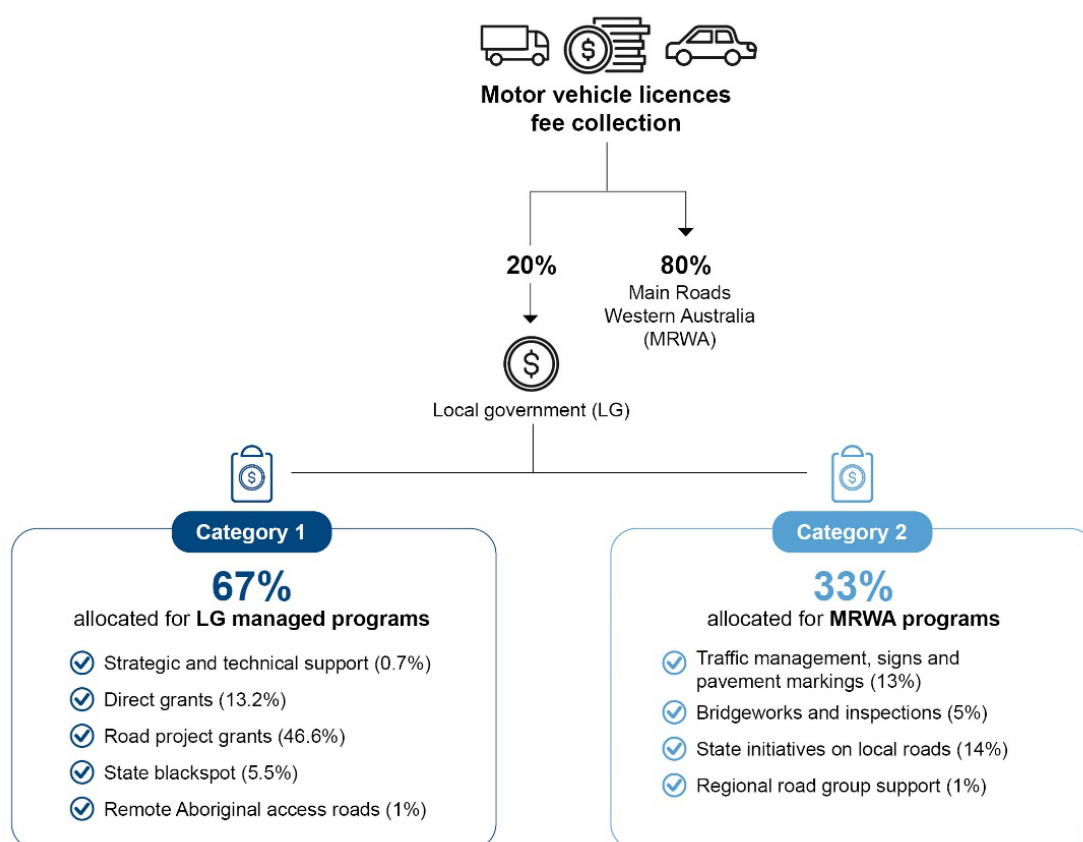 $
Motor vehicle licences
fee collection
20%
80%
Main Roads
Western Australia
(MRWA)
$
Local government (LG)
$
Category 1
67%
allocated for LG managed programs
Strategic and technical support (0.7%)
Direct grants (13.2%)
Road project grants (46.6%)
State blackspot (5.5%)
Remote Aboriginal access roads (1%)
$
Category 2
33%
allocated for MRWA programs
Traffic management, signs and
pavement markings (13%)
Bridgeworks and inspections (5%)
State initiatives on local roads (14%)
Regional road group support (1%)